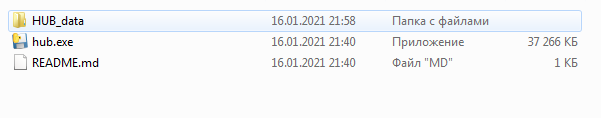 HUB_data 16.01.2021 21:58 Папка с файлами
hub.exe 16.01.2021 21:40 Приложение 37 266 КБ
README.md 16.01.2021 21:40 Файл "MD" 1 КБ